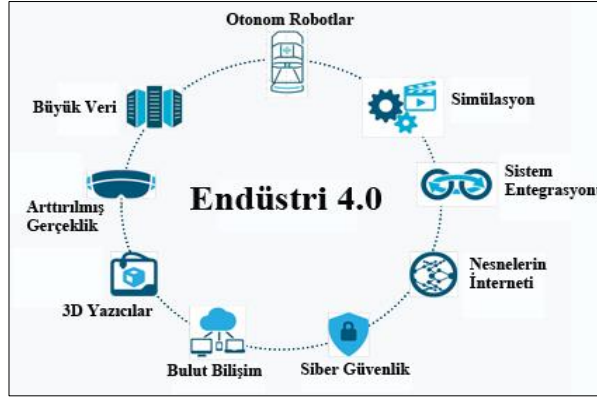 Otonom Robotlar
Simülasyon
Sistem
Entegrasyonu
Nesnelerin
İnterneti
Siber Güvenlik
Bulut Bilişim
3D Yazıcılar
Arttırılmış
Gerçeklik
Büyük Veri
Endüstri 4.0